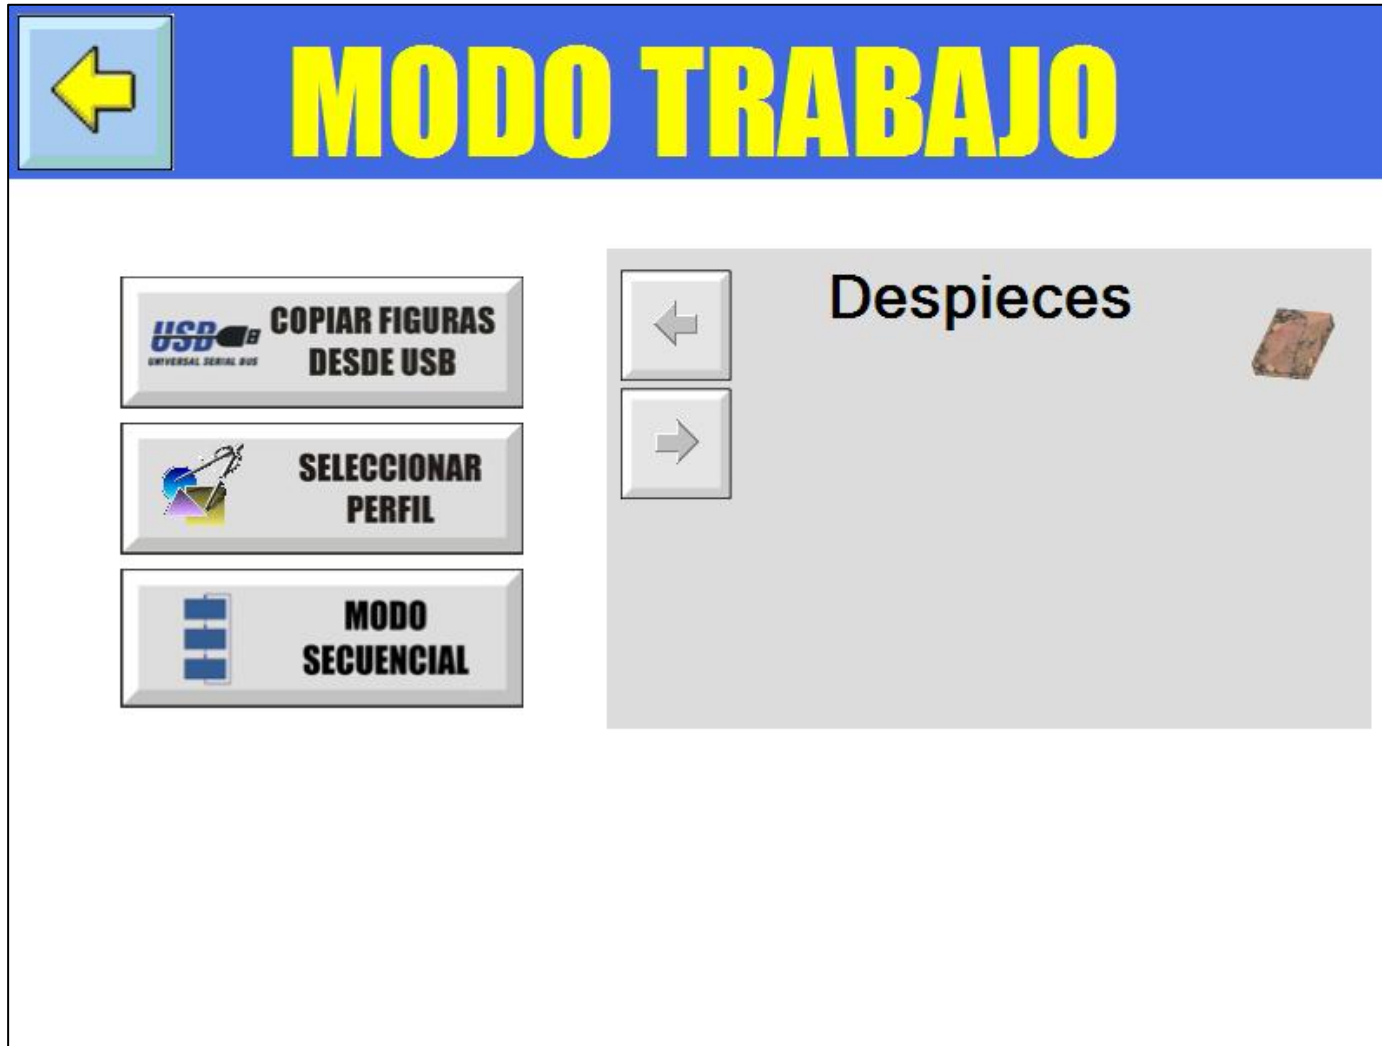 MODO TRABAJO
USB
UNIVERSAL SERIAL BUS
COPIAR FIGURAS
DESDE USB
SELECCIONAR
PERFIL
MODO
SECUENCIAL
Despieces